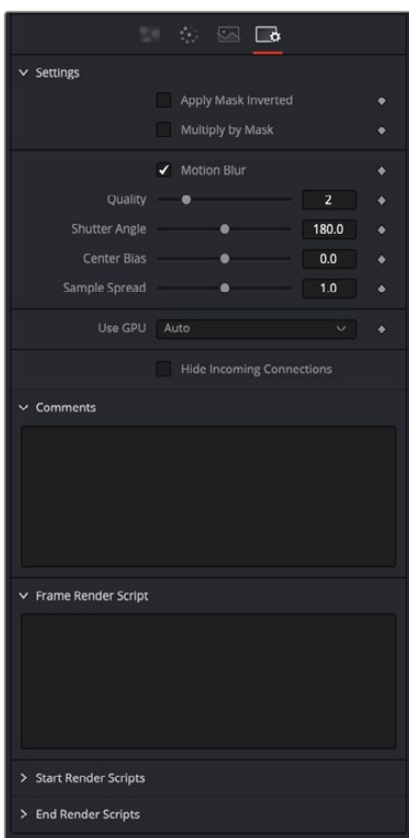 Settings
Apply Mask Inverted
Multiply by Mask
Motion Blur
Quality 2
Shutter Angle 180.0
Center Bias 0.0
Sample Spread 1.0
Use GPU Auto
Hide Incoming Connections
Comments
Frame Render Script
Start Render Scripts
End Render Scripts